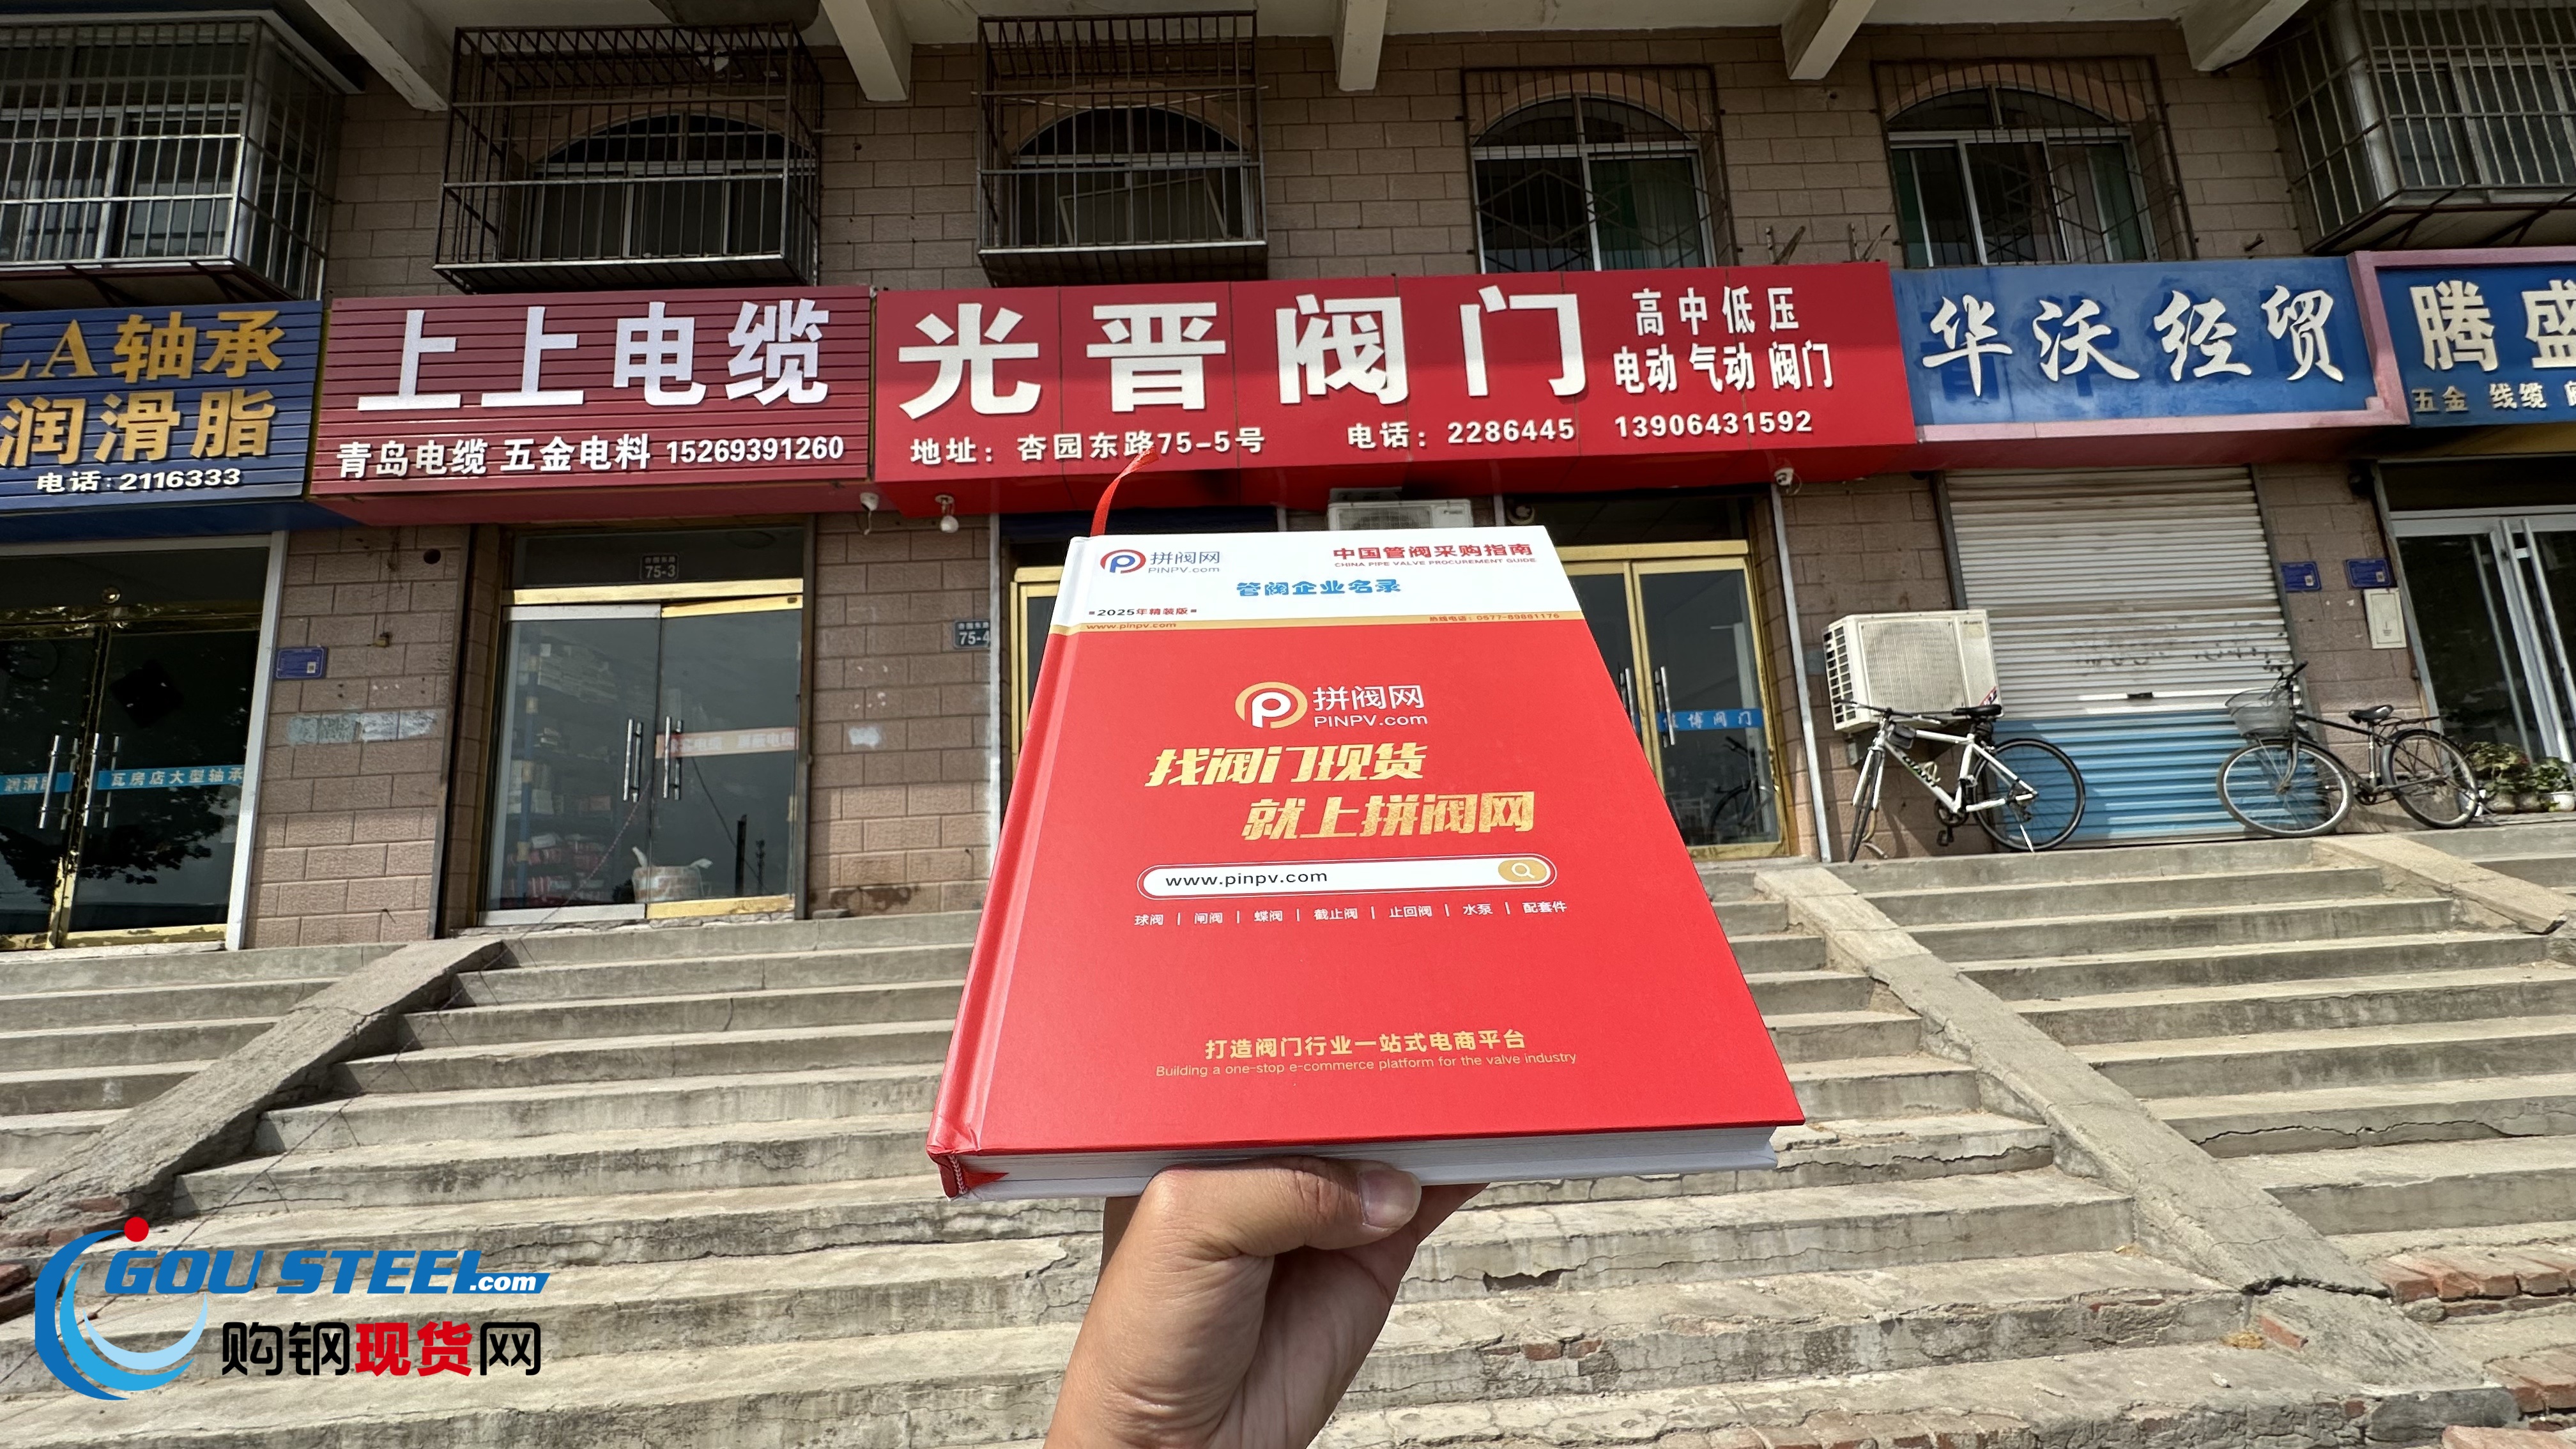 LA轴承
润滑脂
电话:2116333
上上电缆
青岛电缆 五金电料 15269391260
光晋阀门
高中低压
电动 气动 阀门
地址：杏园东路75-5号 电话：2286445 13906431592
华沃经贸
腾盛
五金 线缆
杏园东路
75-3
75-4
瓦房店大型轴承
博阀门
拼阀网
PINPV.com
中国管阀采购指南
CHINA PIPE VALVE PROCUREMENT GUIDE
管阀企业名录
2025年精装版
www.pinpv.com
热线电话：0577-89881176
拼阀网
PINPV.com
找阀门现货
就上拼阀网
www.pinpv.com
球阀 | 闸阀 | 蝶阀 | 截止阀 | 止回阀 | 水泵 | 配套件
打造阀门行业一站式电商平台
Building a one-stop e-commerce platform for the valve industry
GOU STEEL.com
购钢现货网